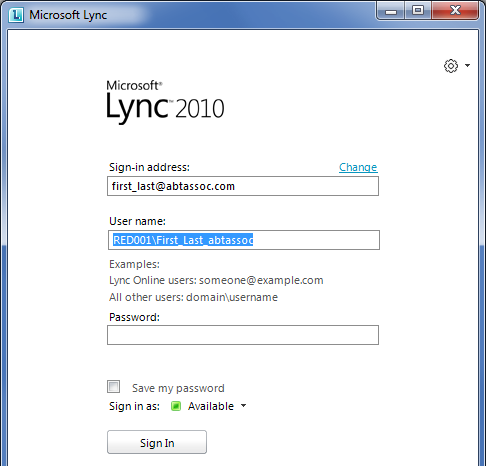 Microsoft Lync
Microsoft®
Lync™ 2010
Sign-in address:
Change
first_last@abtassoc.com
User name:
RED001\First_Last_abtassoc
Examples:
Lync Online users: someone@example.com
All other users: domain\username
Password:
Save my password
Sign in as: Available
Sign In